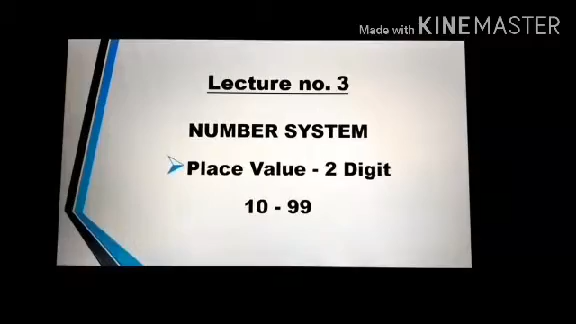 Made with KINEMASTER
Lecture no. 3
NUMBER SYSTEM
Place Value - 2 Digit
10 - 99